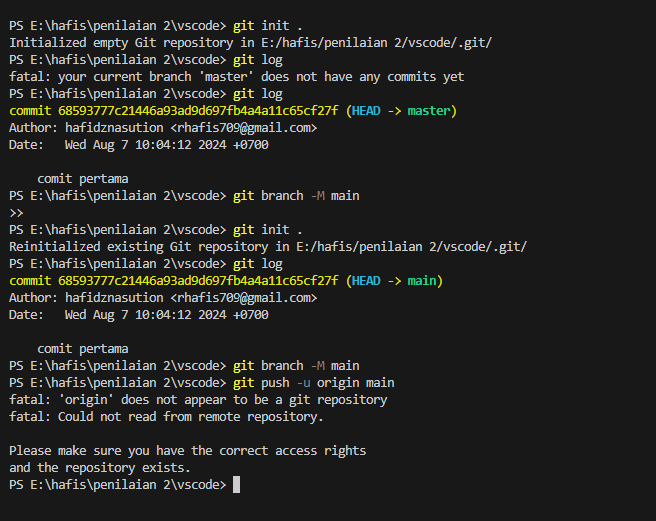 PS E:\hafis\penilaian 2\vscode> git init .
Initialized empty Git repository in E:/hafis/penilaian 2/vscode/.git/
PS E:\hafis\penilaian 2\vscode> git log
fatal: your current branch 'master' does not have any commits yet
PS E:\hafis\penilaian 2\vscode> git log
commit 68593777c21446a93ad9d697fb4a4a11c65cf27f (HEAD -> master)
Author: hafidznasution <rhafis709@gmail.com>
Date:   Wed Aug 7 10:04:12 2024 +0700

    comit pertama
PS E:\hafis\penilaian 2\vscode> git branch -M main
>>
PS E:\hafis\penilaian 2\vscode> git init .
Reinitialized existing Git repository in E:/hafis/penilaian 2/vscode/.git/
PS E:\hafis\penilaian 2\vscode> git log
commit 68593777c21446a93ad9d697fb4a4a11c65cf27f (HEAD -> main)
Author: hafidznasution <rhafis709@gmail.com>
Date:   Wed Aug 7 10:04:12 2024 +0700

    comit pertama
PS E:\hafis\penilaian 2\vscode> git branch -M main
PS E:\hafis\penilaian 2\vscode> git push -u origin main
fatal: 'origin' does not appear to be a git repository
fatal: Could not read from remote repository.

Please make sure you have the correct access rights
and the repository exists.
PS E:\hafis\penilaian 2\vscode>